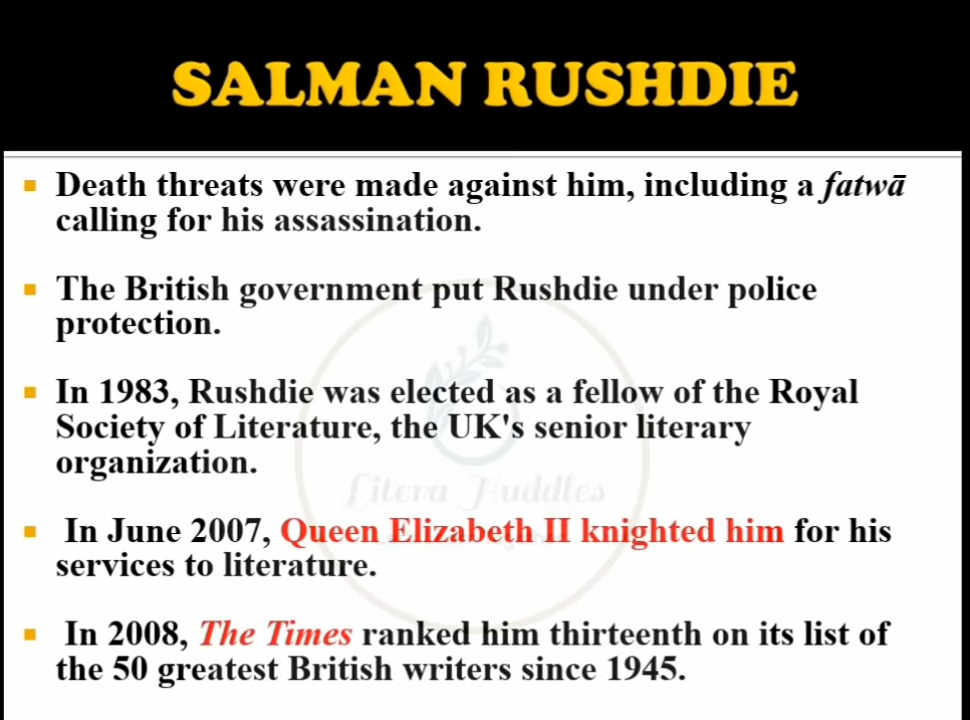 SALMAN RUSHDIE
▪ Death threats were made against him, including a fatwā
calling for his assassination.
▪ The British government put Rushdie under police
protection.
▪ In 1983, Rushdie was elected as a fellow of the Royal
Society of Literature, the UK's senior literary
organization.
▪ In June 2007, Queen Elizabeth II knighted him for his
services to literature.
▪ In 2008, The Times ranked him thirteenth on its list of
the 50 greatest British writers since 1945.
Litera Huddles